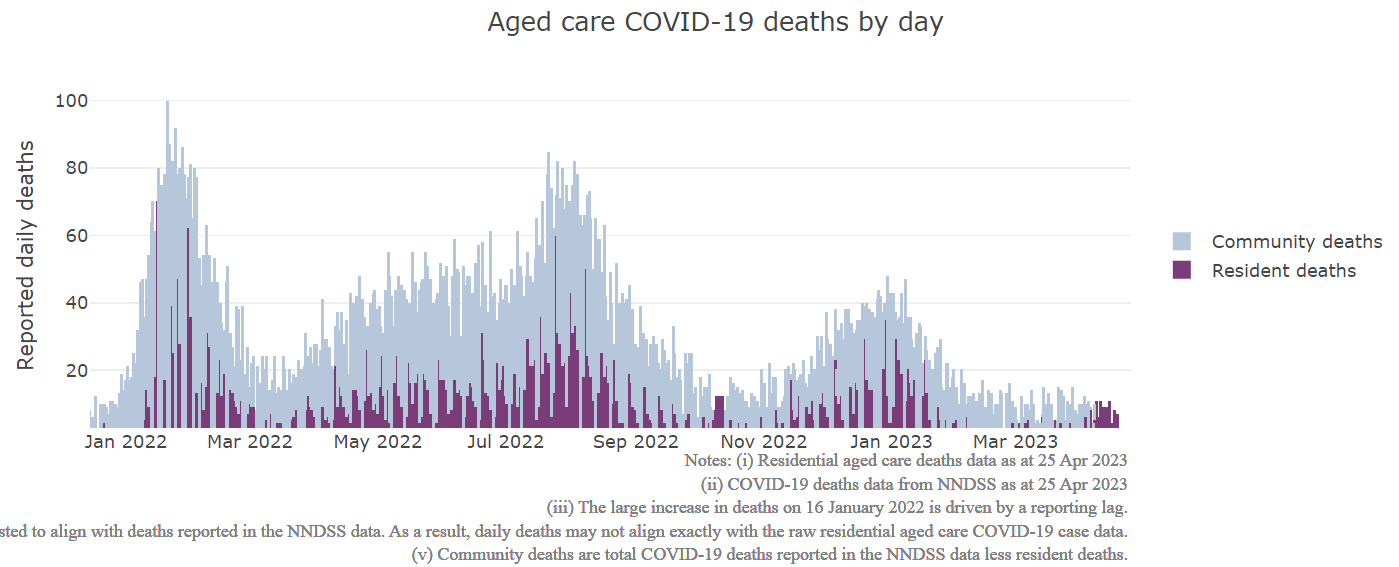 Aged care COVID-19 deaths by day
Reported daily deaths
100
80
60
40
20
Jan 2022 Mar 2022 May 2022 Jul 2022 Sep 2022 Nov 2022 Jan 2023 Mar 2023
Community deaths
Resident deaths
Notes: (i) Residential aged care deaths data as at 25 Apr 2023
(ii) COVID-19 deaths data from NNDSS as at 25 Apr 2023
(iii) The large increase in deaths on 16 January 2022 is driven by a reporting lag.
sted to align with deaths reported in the NNDSS data. As a result, daily deaths may not align exactly with the raw residential aged care COVID-19 case data.
(v) Community deaths are total COVID-19 deaths reported in the NNDSS data less resident deaths.